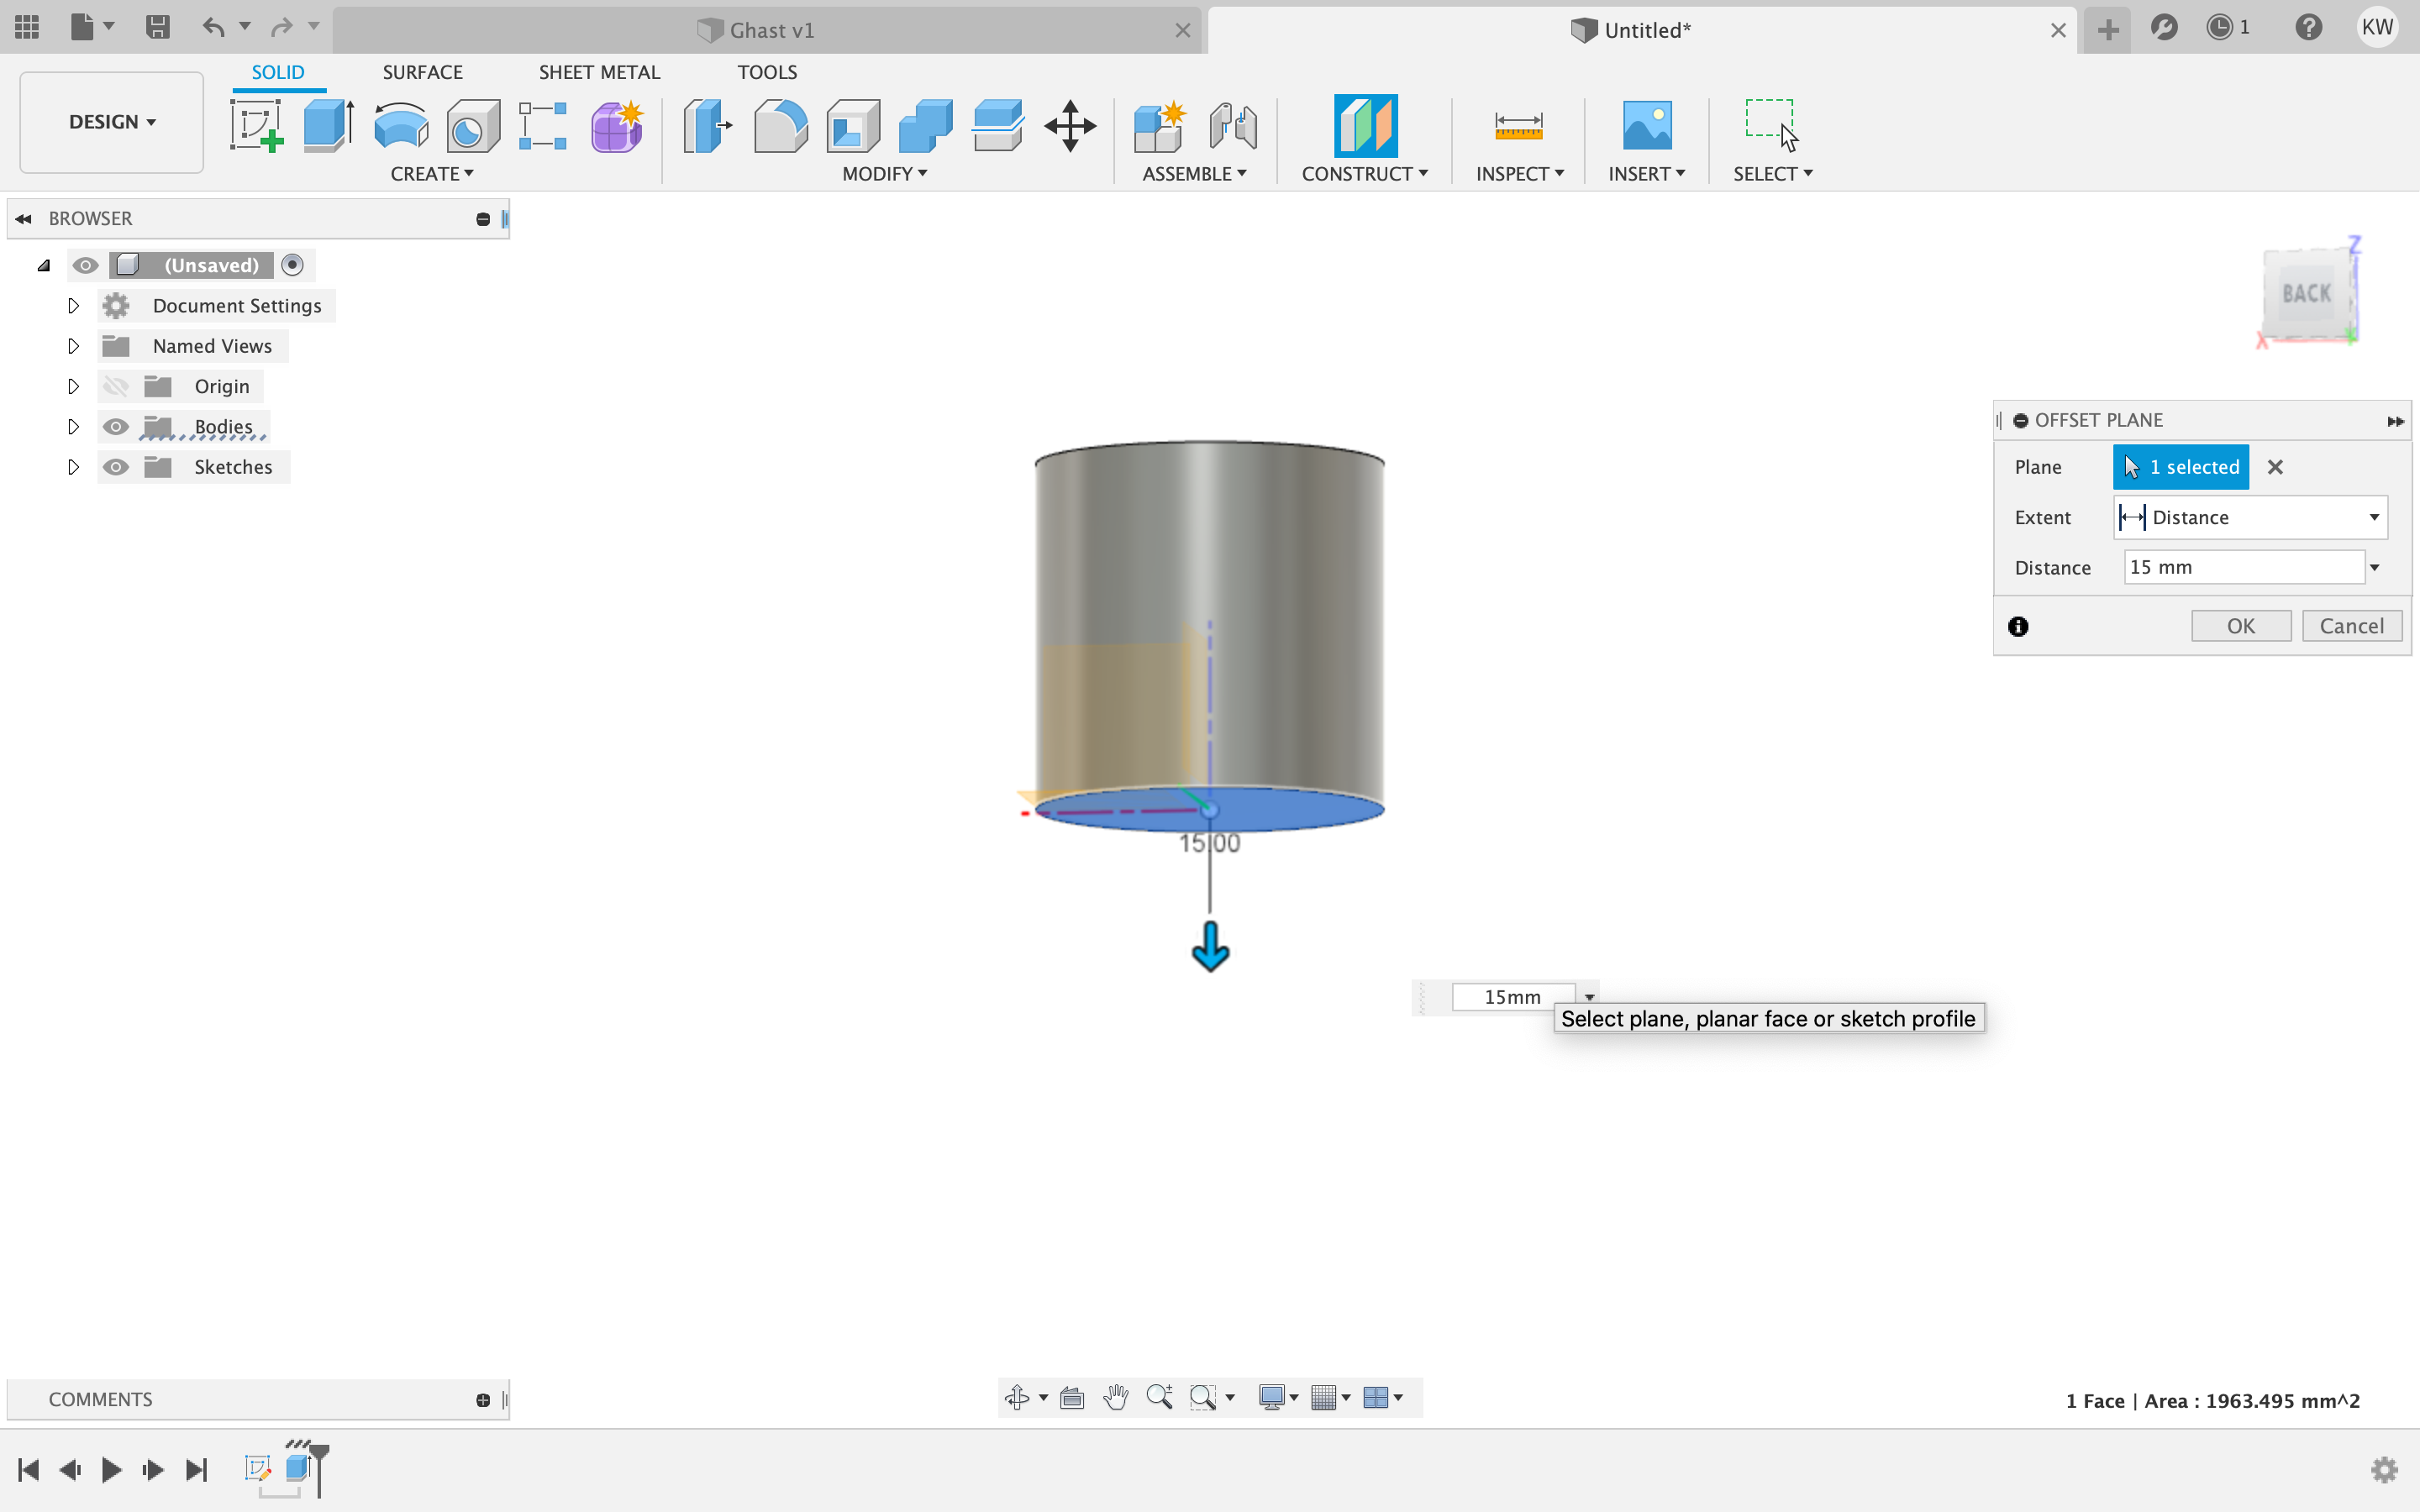 Ghast v1
Untitled*
1
KW
SOLID
SURFACE
SHEET METAL
TOOLS
DESIGN
CREATE
MODIFY
ASSEMBLE
CONSTRUCT
INSPECT
INSERT
SELECT
BROWSER
(Unsaved)
Document Settings
Named Views
Origin
Bodies
Sketches
Z
BACK
X
OFFSET PLANE
Plane
1 selected
Extent
Distance
Distance
15 mm
OK
Cancel
15.00
15mm
Select plane, planar face or sketch profile
COMMENTS
1 Face | Area : 1963.495 mm^2